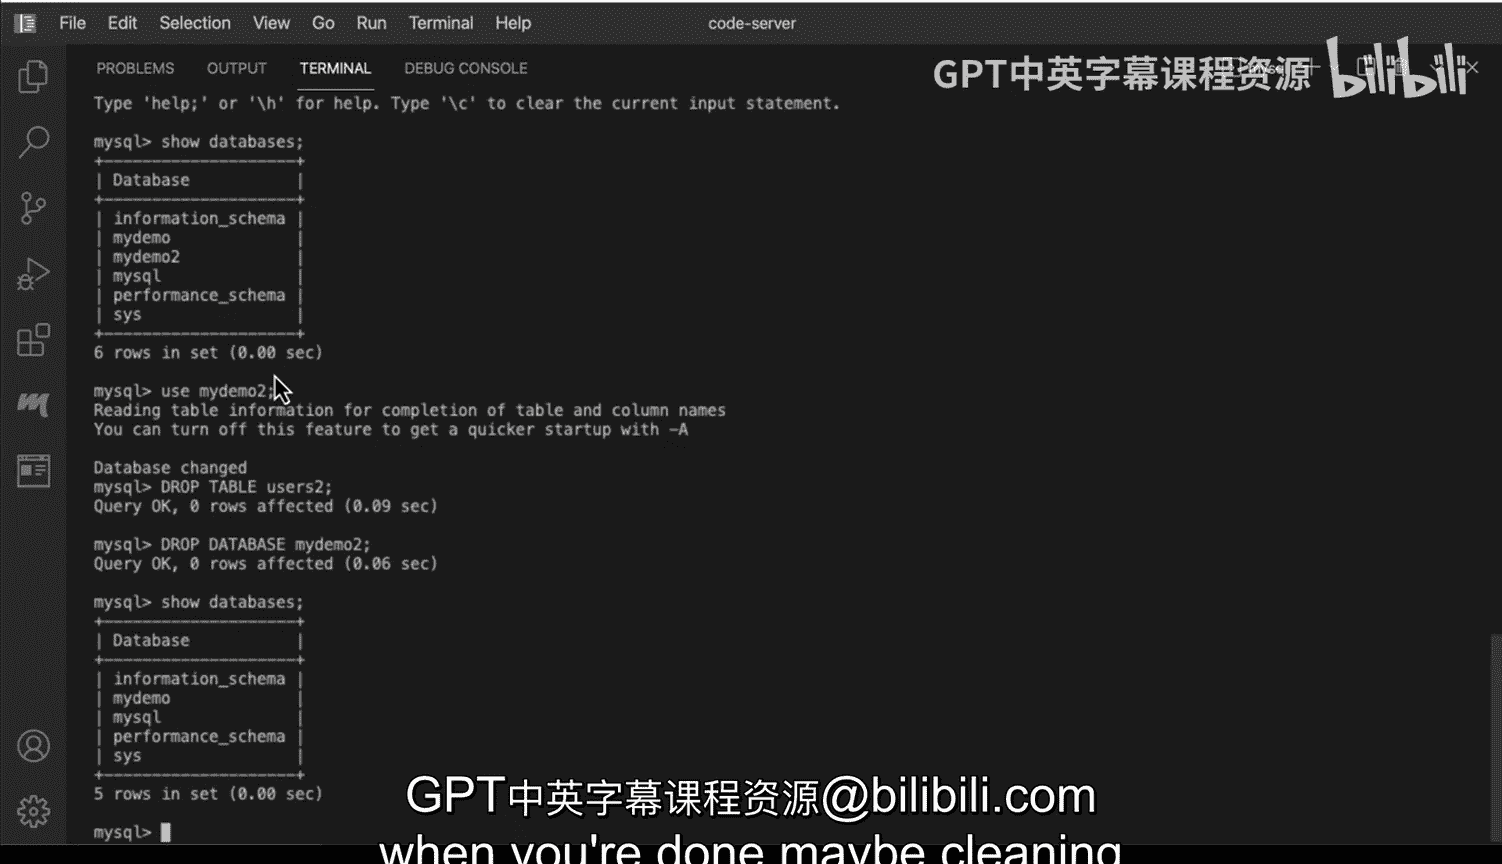 File Edit Selection View Go Run Terminal Help code-server
PROBLEMS OUTPUT TERMINAL DEBUG CONSOLE
GPT中英字幕课程资源 bilibili
Type 'help;' or '\h' for help. Type '\c' to clear the current input statement.
mysql> show databases;
+--------------------+
| Database           |
+--------------------+
| information_schema |
| mydemo             |
| mydemo2            |
| mysql              |
| performance_schema |
| sys                |
+--------------------+
6 rows in set (0.00 sec)
mysql> use mydemo2;
Reading table information for completion of table and column names
You can turn off this feature to get a quicker startup with -A
Database changed
mysql> DROP TABLE users2;
Query OK, 0 rows affected (0.09 sec)
mysql> DROP DATABASE mydemo2;
Query OK, 0 rows affected (0.06 sec)
mysql> show databases;
+--------------------+
| Database           |
+--------------------+
| information_schema |
| mydemo             |
| mysql              |
| performance_schema |
| sys                |
+--------------------+
5 rows in set (0.00 sec)
mysql>
GPT中英字幕课程资源@bilibili.com
when you're done maybe cleaning